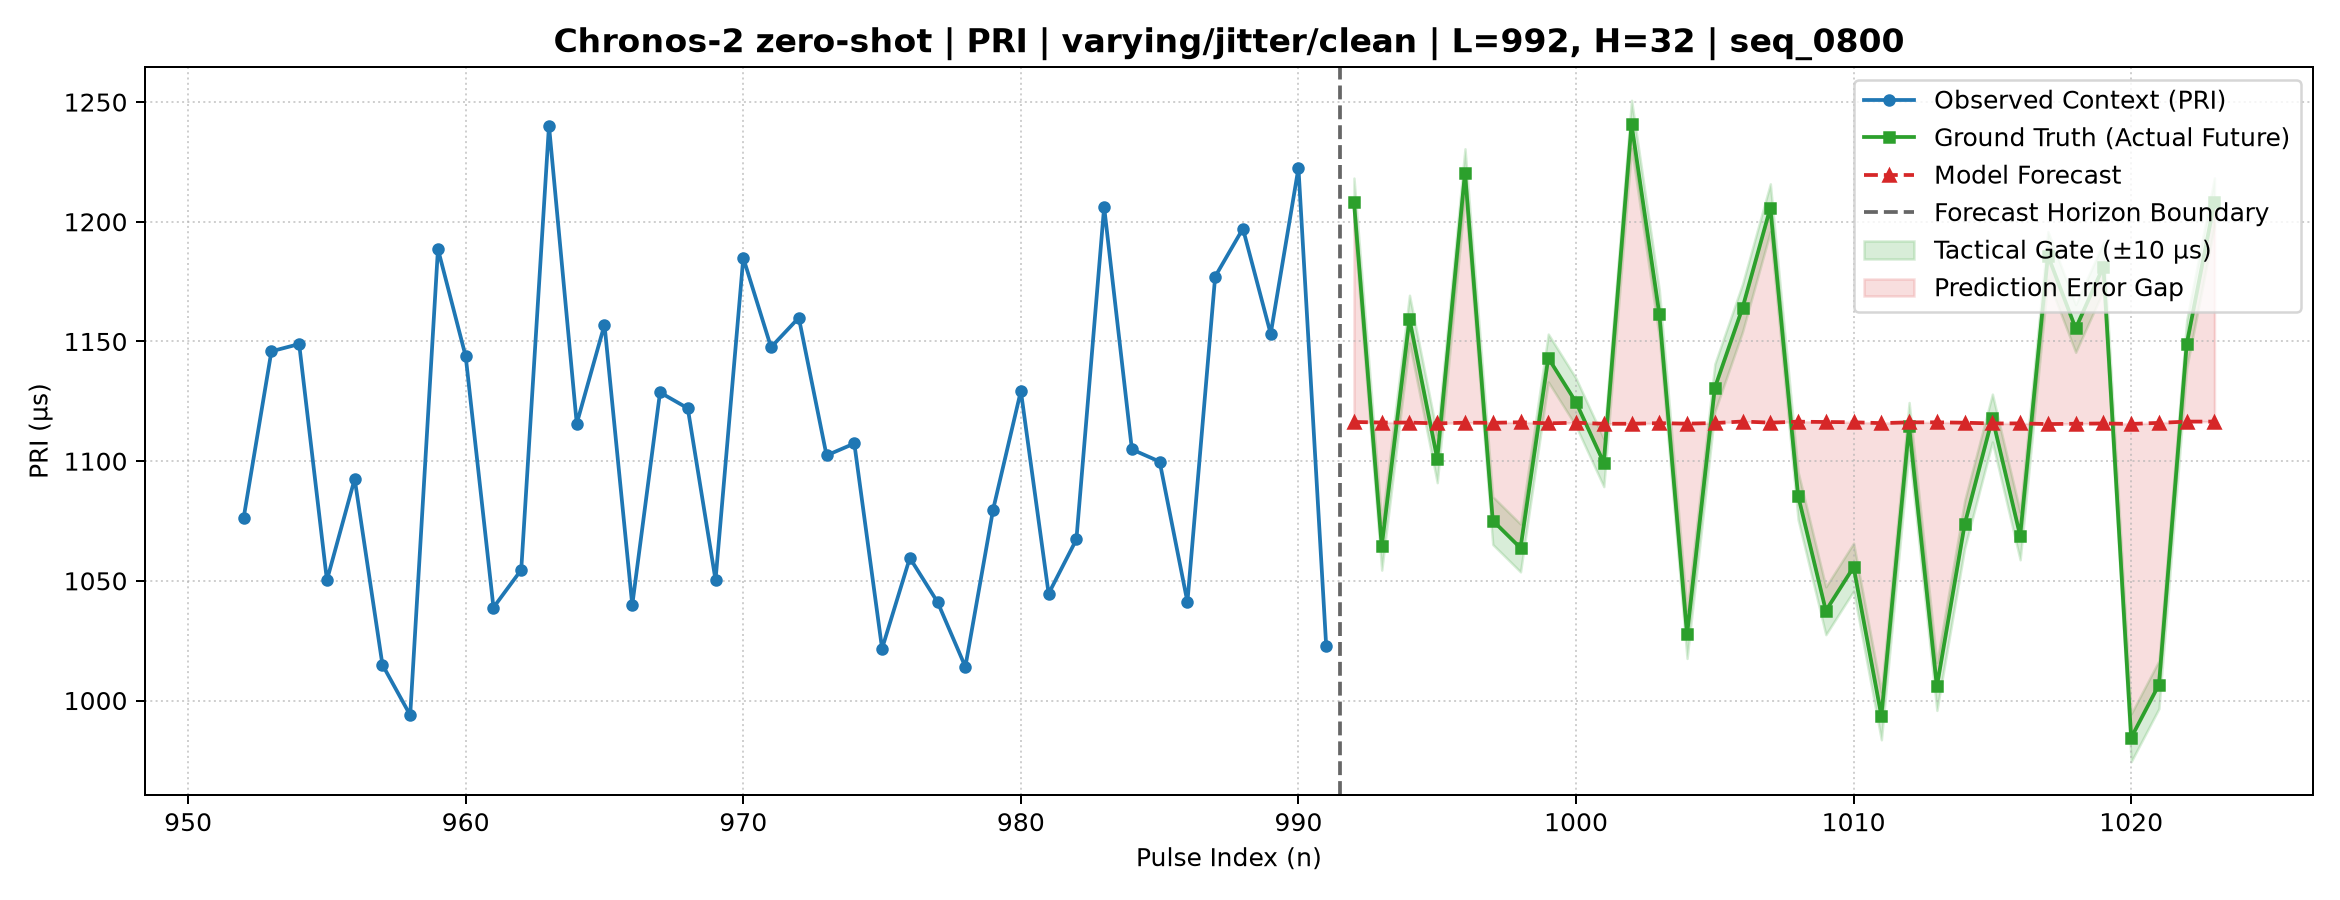 Chronos-2 zero-shot | PRI | varying/jitter/clean | L=992, H=32 | seq_0800
PRI (µs)
1250
1200
1150
1100
1050
1000
Observed Context (PRI)
Ground Truth (Actual Future)
Model Forecast
Forecast Horizon Boundary
Tactical Gate (±10 µs)
Prediction Error Gap
950
960
970
980
990
1000
1010
1020
Pulse Index (n)